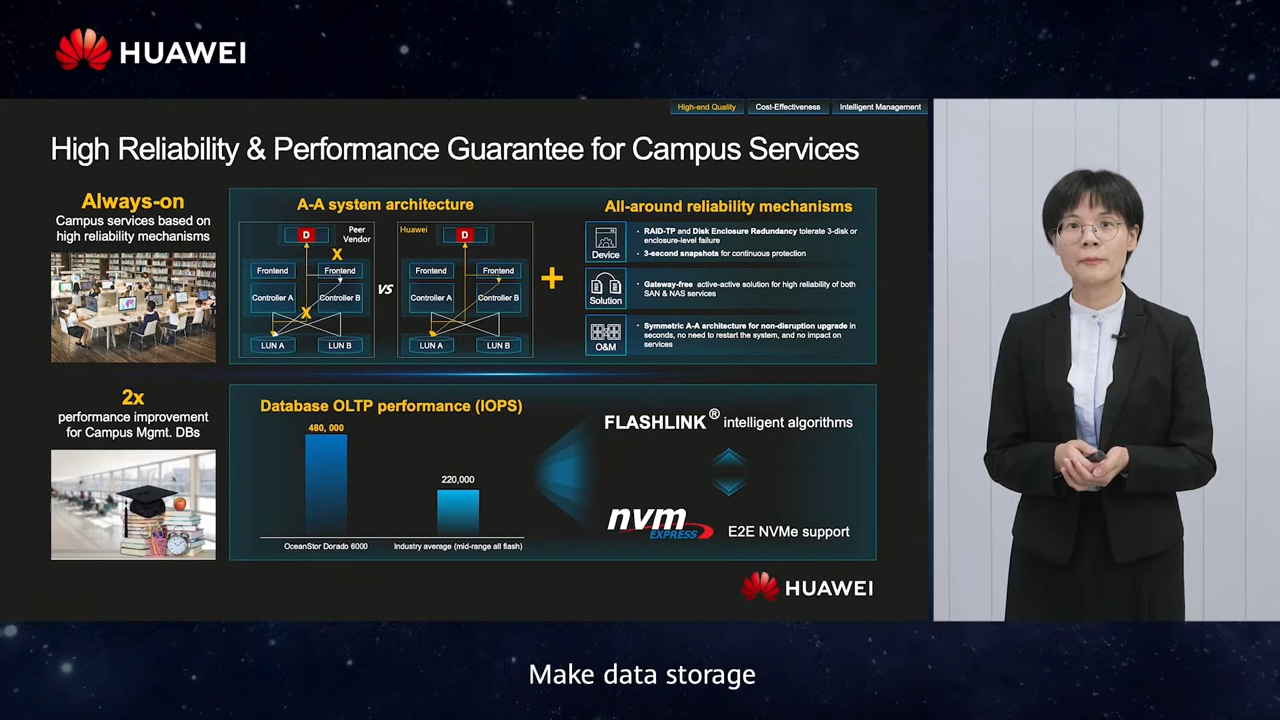 HUAWEI
High-end Quality
Cost-Effectiveness
Intelligent Management
High Reliability & Performance Guarantee for Campus Services
Always-on
Campus services based on
high reliability mechanisms
A-A system architecture
Peer
Vendor
D
X
Frontend
Frontend
Controller A
Controller B
X
LUN A
LUN B
VS
Huawei
D
Frontend
Frontend
Controller A
Controller B
LUN A
LUN B
+
All-around reliability mechanisms
Device
• RAID-TP and Disk Enclosure Redundancy tolerate 3-disk or
enclosure-level failure
• 3-second snapshots for continuous protection
Solution
• Gateway-free active-active solution for high reliability of both
SAN & NAS services
O&M
• Symmetric A-A architecture for non-disruption upgrade in
seconds, no need to restart the system, and no impact on
services
2x
performance improvement
for Campus Mgmt. DBs
Database OLTP performance (IOPS)
480, 000
220,000
OceanStor Dorado 6000
Industry average (mid-range all flash)
FLASHLINK® intelligent algorithms
nvm
EXPRESS
E2E NVMe support
HUAWEI
Make data storage